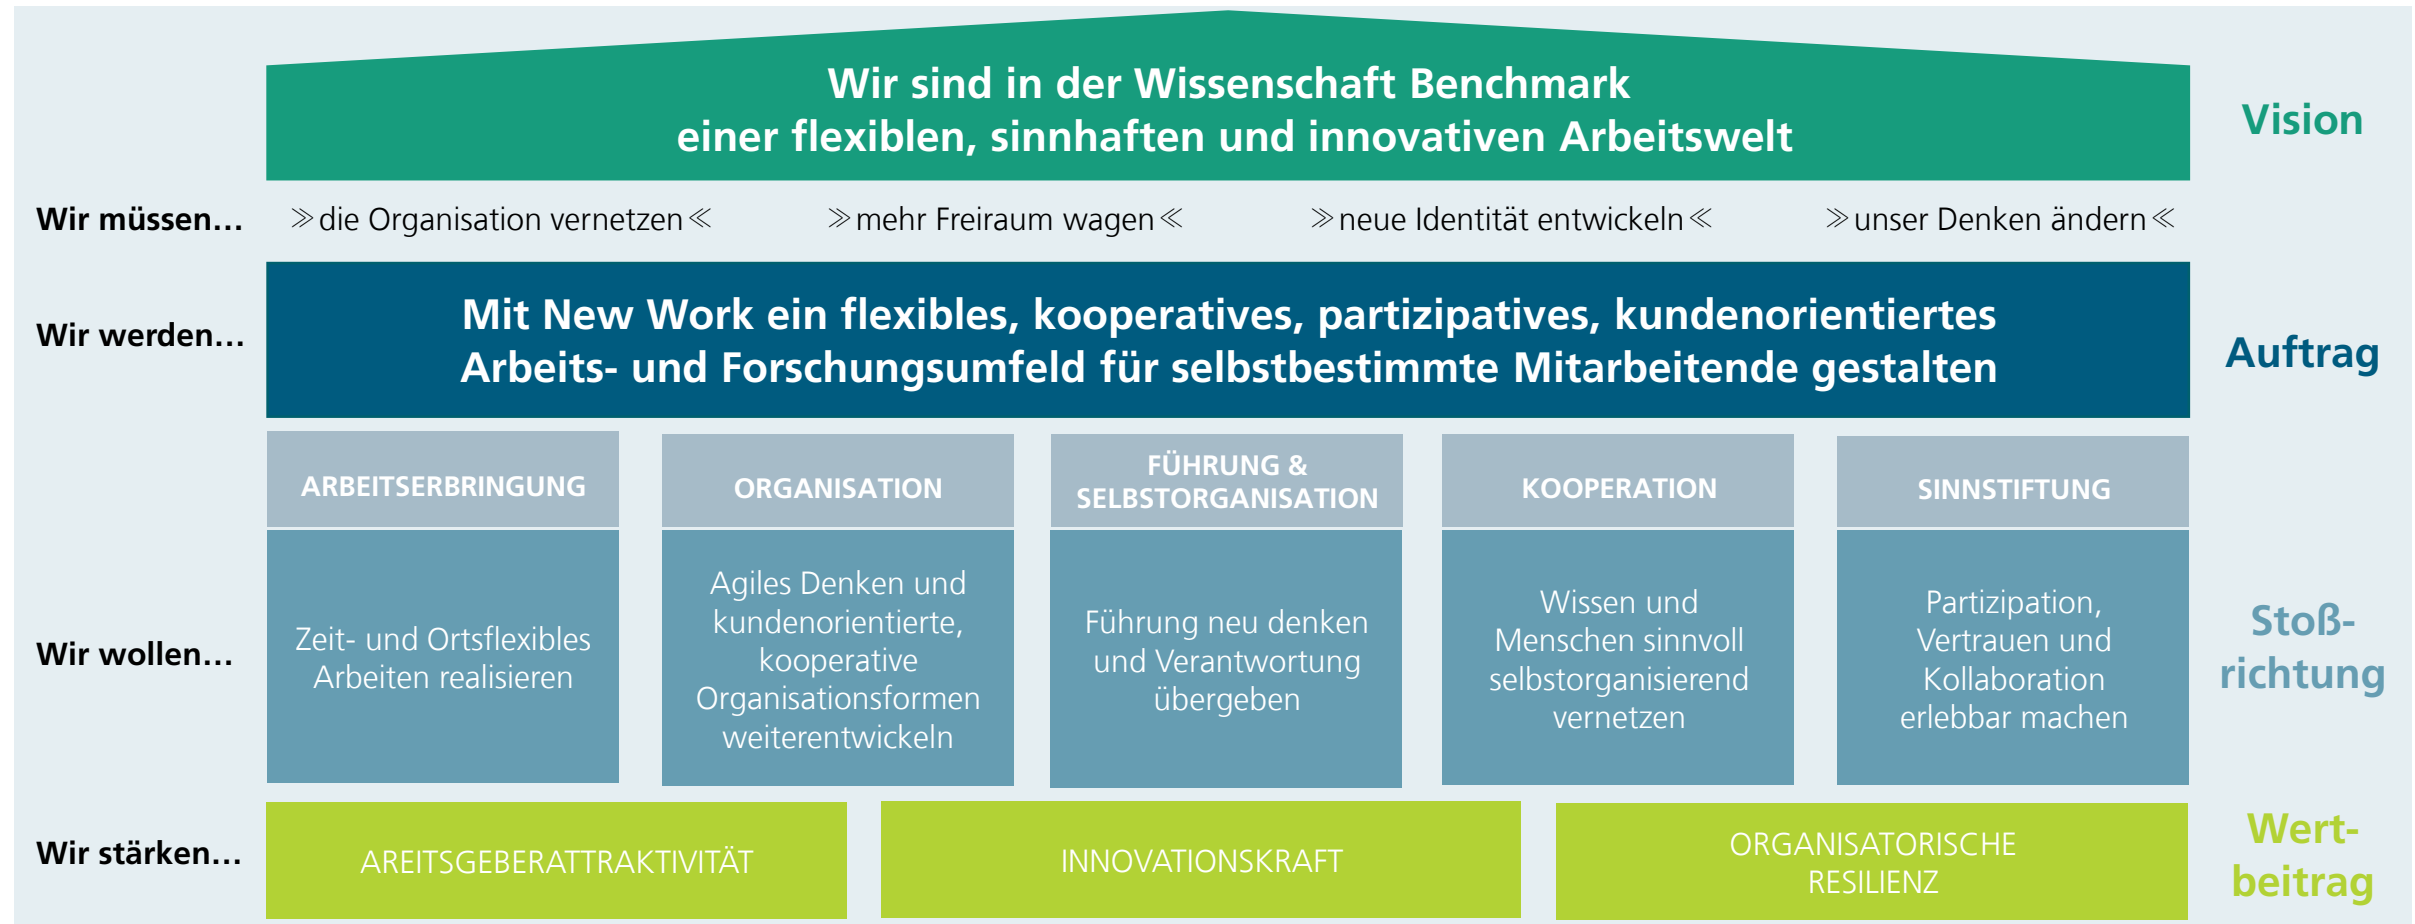 Wir sind in der Wissenschaft Benchmark
einer flexiblen, sinnhaften und innovativen Arbeitswelt
Vision
Wir müssen…
≫die Organisation vernetzen≪
≫mehr Freiraum wagen≪
≫neue Identität entwickeln≪
≫unser Denken ändern≪
Wir werden…
Mit New Work ein flexibles, kooperatives, partizipatives, kundenorientiertes
Arbeits- und Forschungsumfeld für selbstbestimmte Mitarbeitende gestalten
Auftrag
ARBEITSERBRINGUNG
ORGANISATION
FÜHRUNG &
SELBSTORGANISATION
KOOPERATION
SINNSTIFTUNG
Wir wollen…
Zeit- und Ortsflexibles
Arbeiten realisieren
Agiles Denken und
kundenorientierte,
kooperative
Organisationsformen
weiterentwickeln
Führung neu denken
und Verantwortung
übergeben
Wissen und
Menschen sinnvoll
selbstorganisierend
vernetzen
Partizipation,
Vertrauen und
Kollaboration
erlebbar machen
Stoß-
richtung
Wir stärken…
AREITSGEBERATTRAKTIVITÄT
INNOVATIONSKRAFT
ORGANISATORISCHE
RESILIENZ
Wert-
beitrag